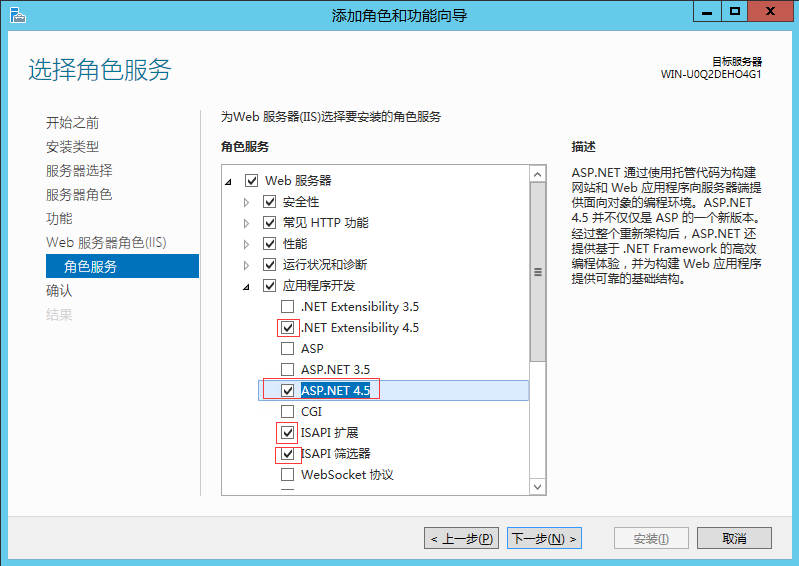 添加角色和功能向导
选择角色服务
目标服务器
WIN-U0Q2DEHO4G1
开始之前
安装类型
服务器选择
服务器角色
功能
Web 服务器角色(IIS)
角色服务
确认
结果
为Web 服务器(IIS)选择要安装的角色服务
角色服务
Web 服务器
安全性
常见 HTTP 功能
性能
运行状况和诊断
应用程序开发
.NET Extensibility 3.5
.NET Extensibility 4.5
ASP
ASP.NET 3.5
ASP.NET 4.5
CGI
ISAPI 扩展
ISAPI 筛选器
WebSocket 协议
描述
ASP.NET 通过使用托管代码为构建
网站和 Web 应用程序向服务器端提
供面向对象的编程环境。ASP.NET
4.5 并不仅仅是 ASP 的一个新版本。
经过整个重新架构后，ASP.NET 还
提供基于 .NET Framework 的高效
编程体验，并为构建 Web 应用程序
提供可靠的基础结构。
< 上一步(P)
下一步(N) >
安装(I)
取消